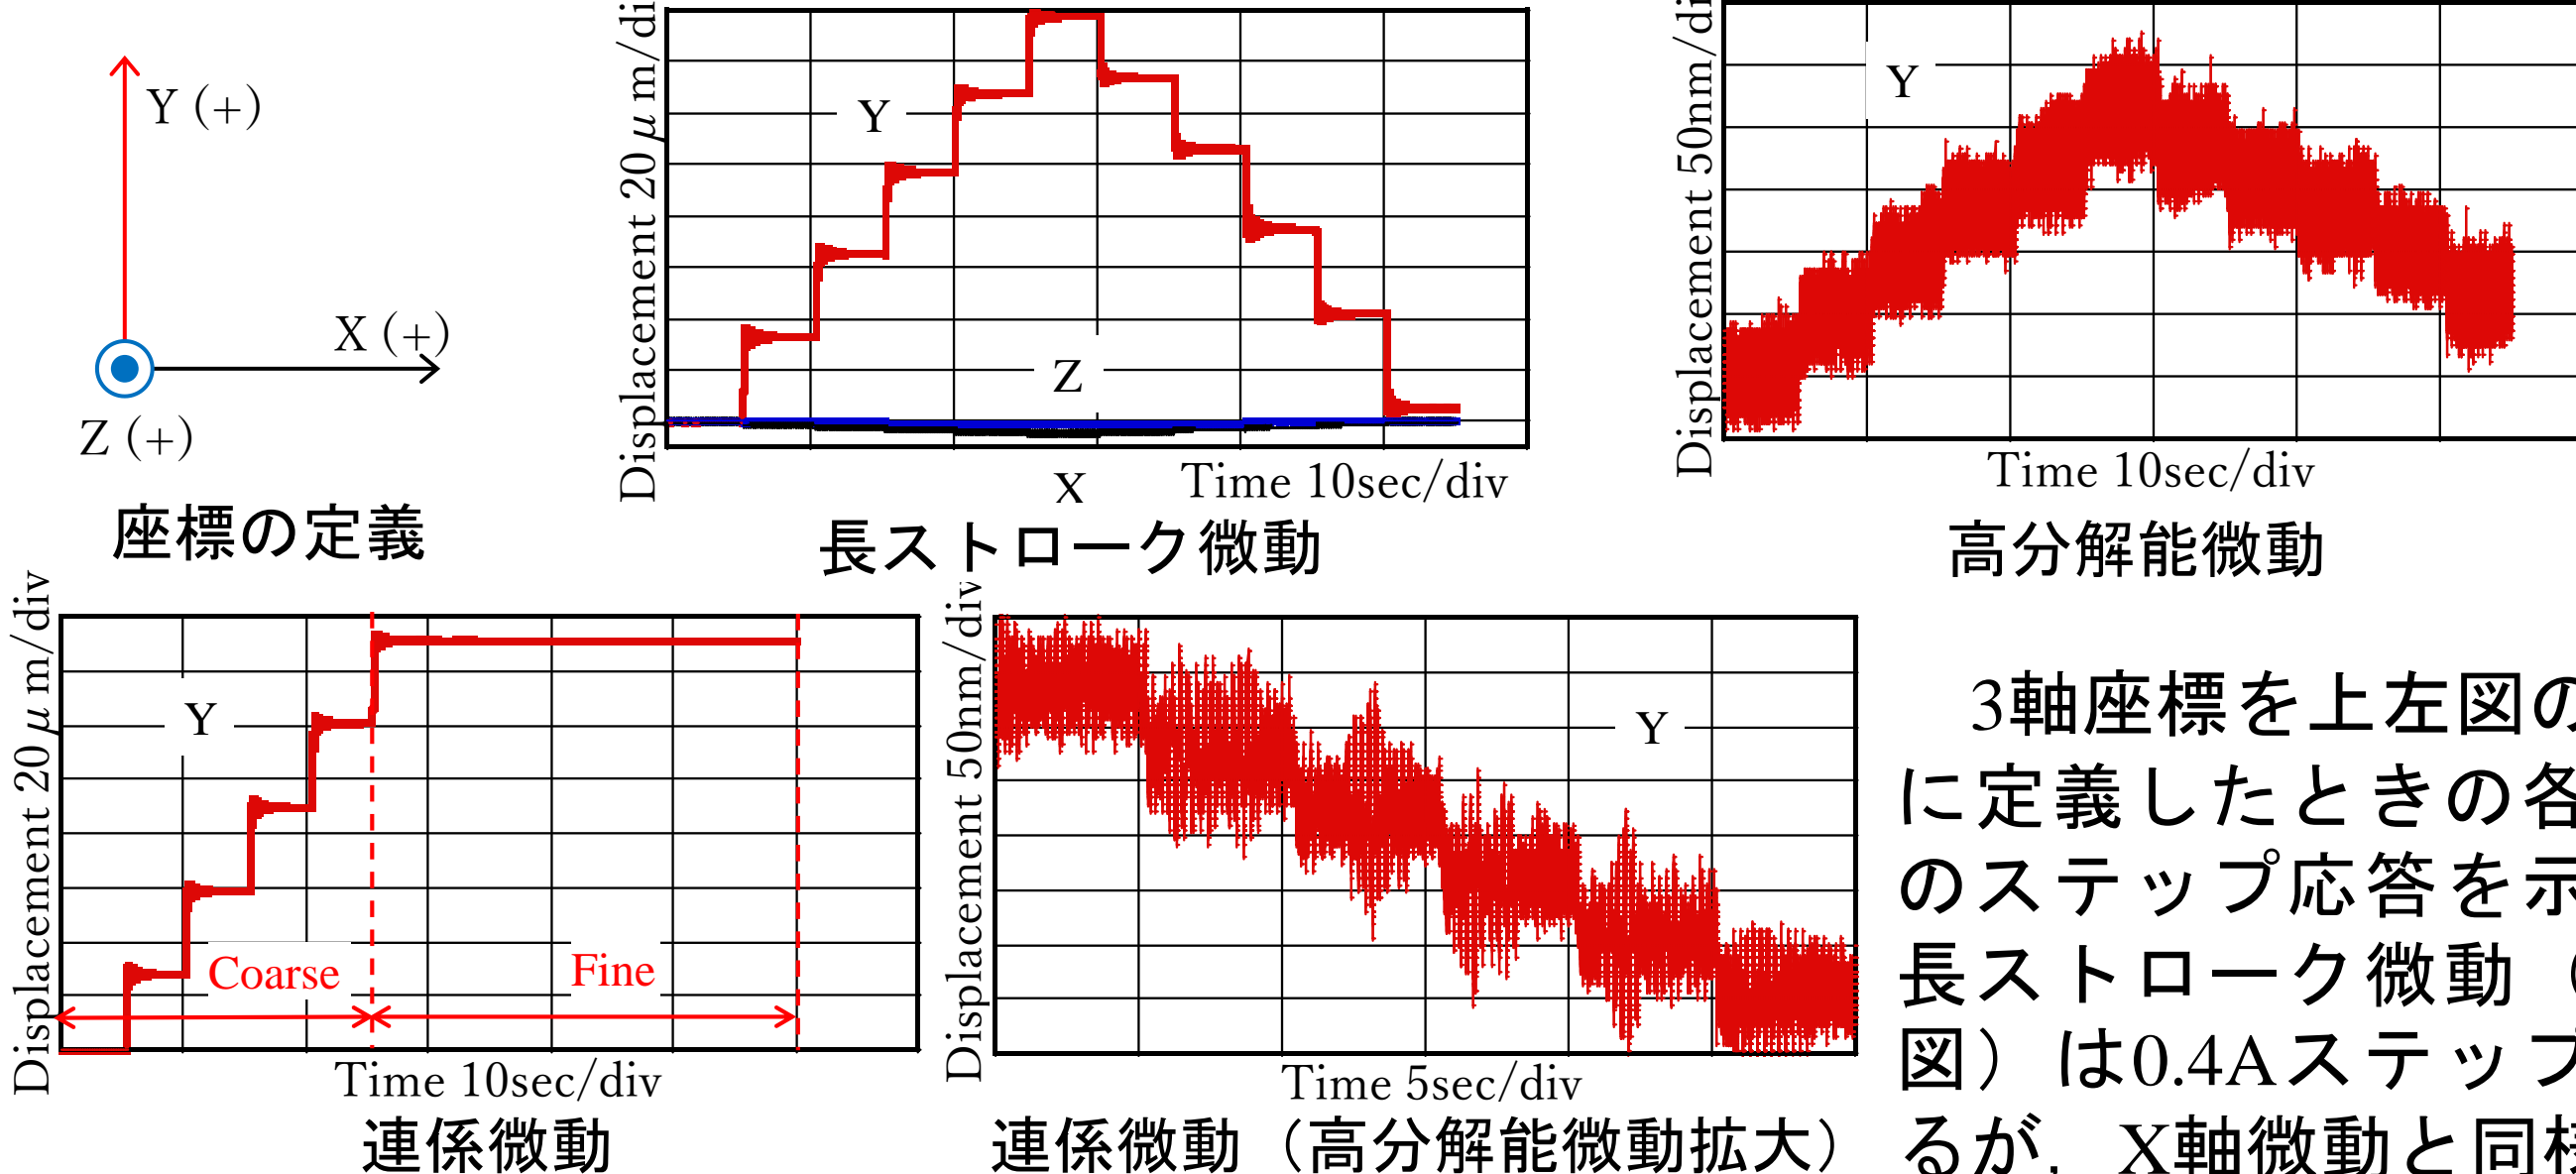 Y (+)
X (+)
Z (+)
座標の定義
Displacement 20μm/di
Y
Z
X
Time 10sec/div
長ストローク微動
Displacement 50nm/di
Y
Time 10sec/div
高分解能微動
Displacement 20μm/div
Y
Coarse
Fine
Time 10sec/div
連係微動
Displacement 50nm/div
Y
Time 5sec/div
連係微動（高分解能微動拡大）
3軸座標を上左図の
に定義したときの各
のステップ応答を示
長ストローク微動（
図）は0.4Aステップ
るが，X軸微動と同様